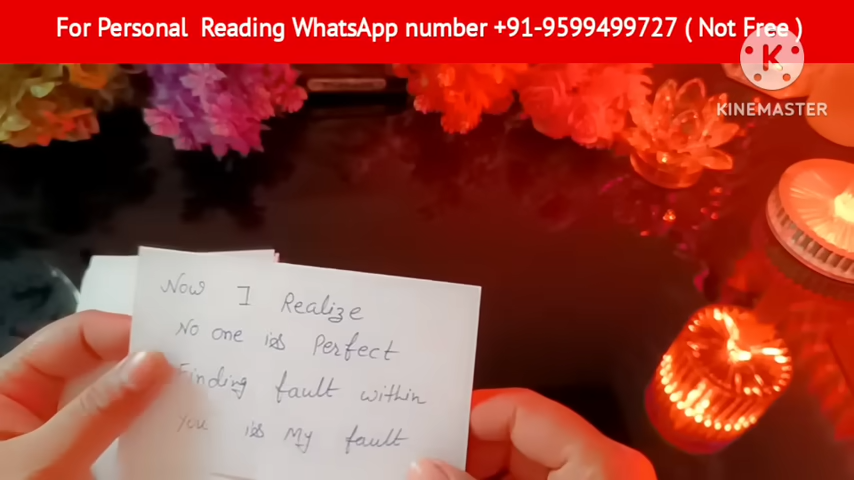 For Personal Reading WhatsApp number +91-9599499727 ( Not Free )
K
KINEMASTER
Now I Realize
No one is Perfect
Finding fault within
You is My fault